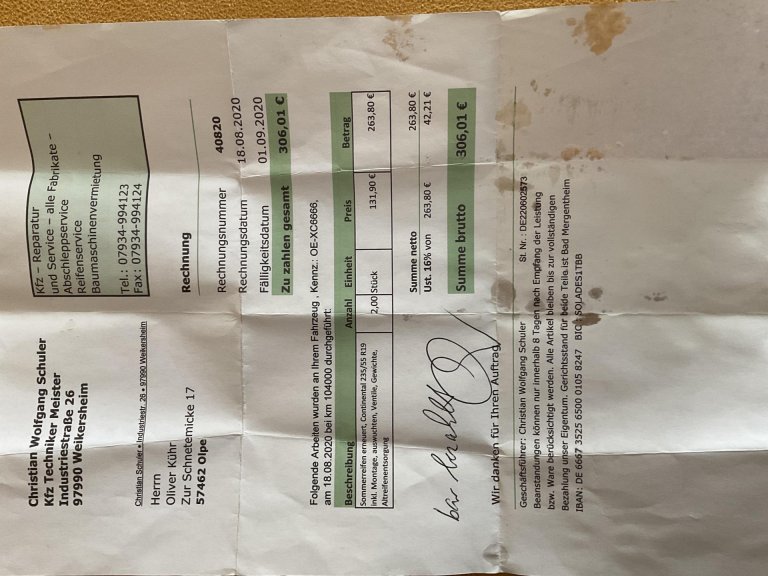 Christian Wolfgang Schuler
Kfz Techniker Meister
Industriestraße 26
97990 Weikersheim
Kfz – Reparatur
und Service – alle Fabrikate –
Abschleppservice
Reifenservice
Baumaschinenvermietung
Tel.: 07934-994123
Fax: 07934-994124
Christian Schuler • Industriestr. 26 • 97990 Weikersheim
Herrn
Oliver Kühr
Zur Schnetemicke 17
57462 Olpe
Rechnung
Rechnungsnummer 40820
Rechnungsdatum 18.08.2020
Fälligkeitsdatum 01.09.2020
Zu zahlen gesamt 306,01 €
Folgende Arbeiten wurden an Ihrem Fahrzeug , Kennz.: OE-XC6666,
am 18.08.2020 bei km 104000 durchgeführt:
Beschreibung Anzahl Einheit Preis Betrag
Sommerreifen erneuert, Continental 235/55 R19 2,00 Stück 131,90 € 263,80 €
inkl. Montage, auswuchten, Ventile, Gewichte,
Altreifenentsorgung
Summe netto 263,80 €
Ust. 16% von 263,80 € 42,21 €
Summe brutto 306,01 €
bar bezahlt
Wir danken für Ihren Auftrag
Geschäftsführer: Christian Wolfgang Schuler St. Nr. : DE220602573
Beanstandungen können nur innerhalb 8 Tagen nach Empfang der Leistung
bzw. Ware berücksichtigt werden. Alle Artikel bleiben bis zur vollständigen
Bezahlung unser Eigentum. Gerichtsstand für beide Teile ist Bad Mergentheim
IBAN: DE 6667 3525 6500 0105 8247 BIC: SOLADES1TBB